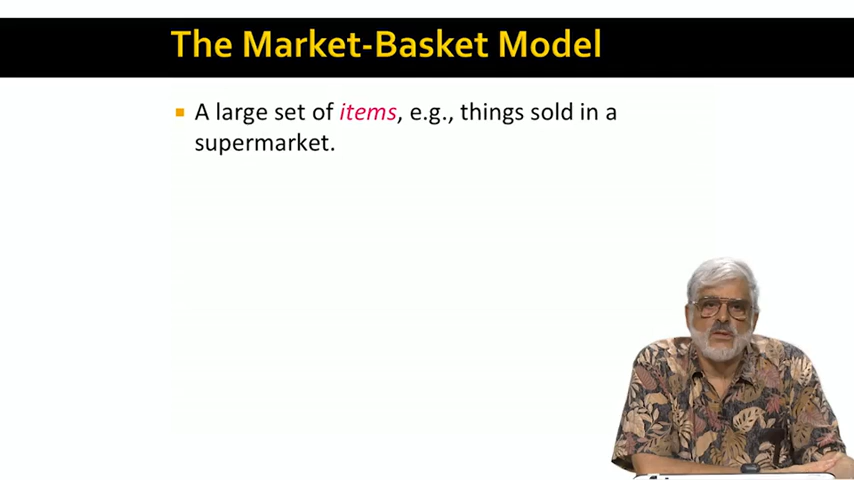 The Market-Basket Model
A large set of items, e.g., things sold in a
supermarket.